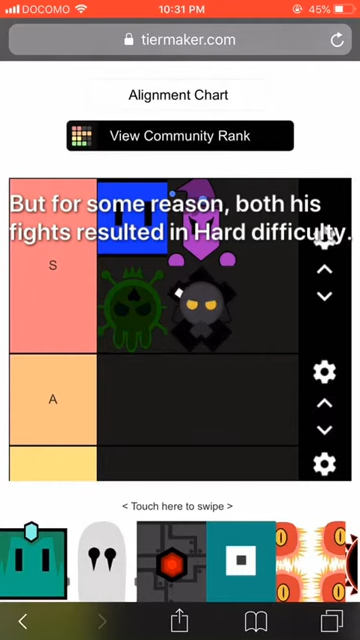 DOCOMO
10:31 PM
45%
tiermaker.com
Alignment Chart
View Community Rank
But for some reason, both his
fights resulted in Hard difficulty.
S
A
< Touch here to swipe >